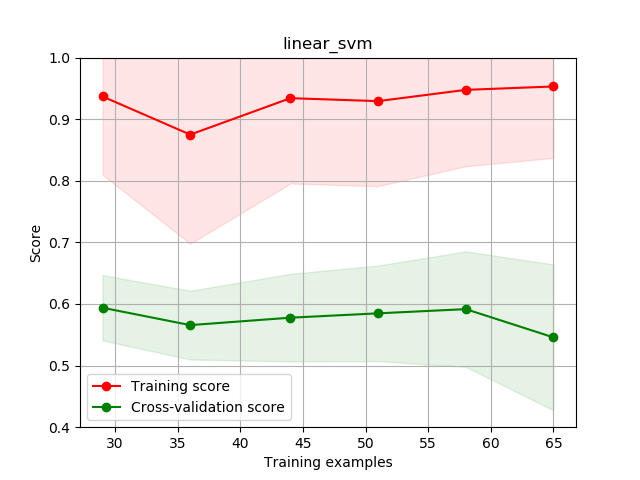 linear_svm
1.0
0.9
0.8
0.7
0.6
0.5
0.4
Score
Training score
Cross-validation score
30 35 40 45 50 55 60 65
Training examples